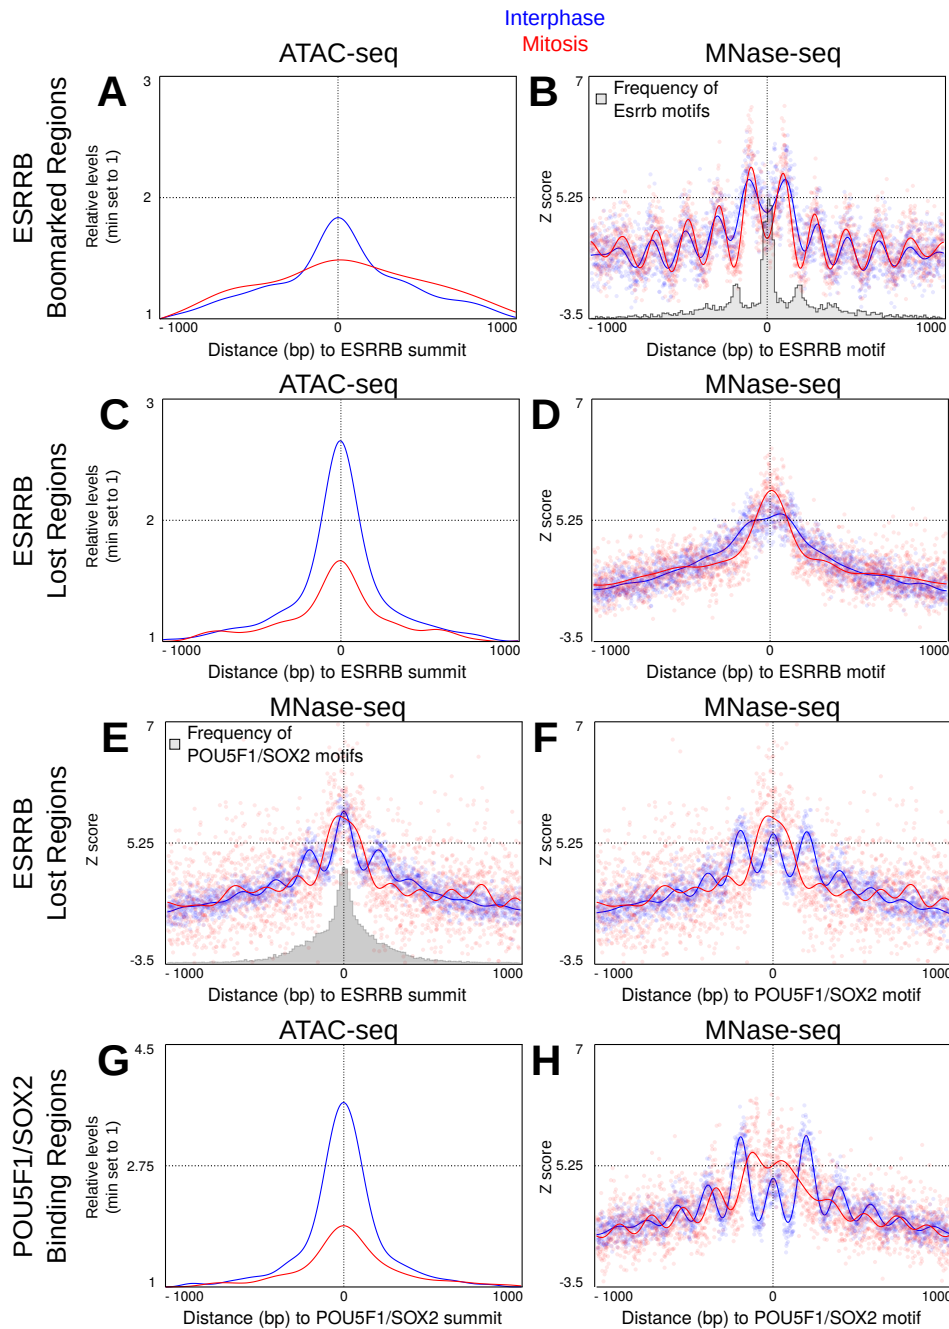 Interphase
Mitosis
ESRRB
Boomarked Regions
A
ATAC-seq
3
2
1
Relative levels
(min set to 1)
- 1000
0
1000
Distance (bp) to ESRRB summit
B
MNase-seq
7
5.25
-3.5
Z score
Frequency of
Esrrb motifs
- 1000
0
1000
Distance (bp) to ESRRB motif
ESRRB
Lost Regions
C
ATAC-seq
3
2
1
Relative levels
(min set to 1)
- 1000
0
1000
Distance (bp) to ESRRB summit
D
MNase-seq
7
5.25
-3.5
Z score
- 1000
0
1000
Distance (bp) to ESRRB motif
ESRRB
Lost Regions
E
MNase-seq
7
5.25
-3.5
Z score
Frequency of
POU5F1/SOX2 motifs
- 1000
0
1000
Distance (bp) to ESRRB summit
F
MNase-seq
7
5.25
-3.5
Z score
- 1000
0
1000
Distance (bp) to POU5F1/SOX2 motif
POU5F1/SOX2
Binding Regions
G
ATAC-seq
4.5
2.75
1
Relative levels
(min set to 1)
- 1000
0
1000
Distance (bp) to POU5F1/SOX2 summit
H
MNase-seq
7
5.25
-3.5
Z score
- 1000
0
1000
Distance (bp) to POU5F1/SOX2 motif